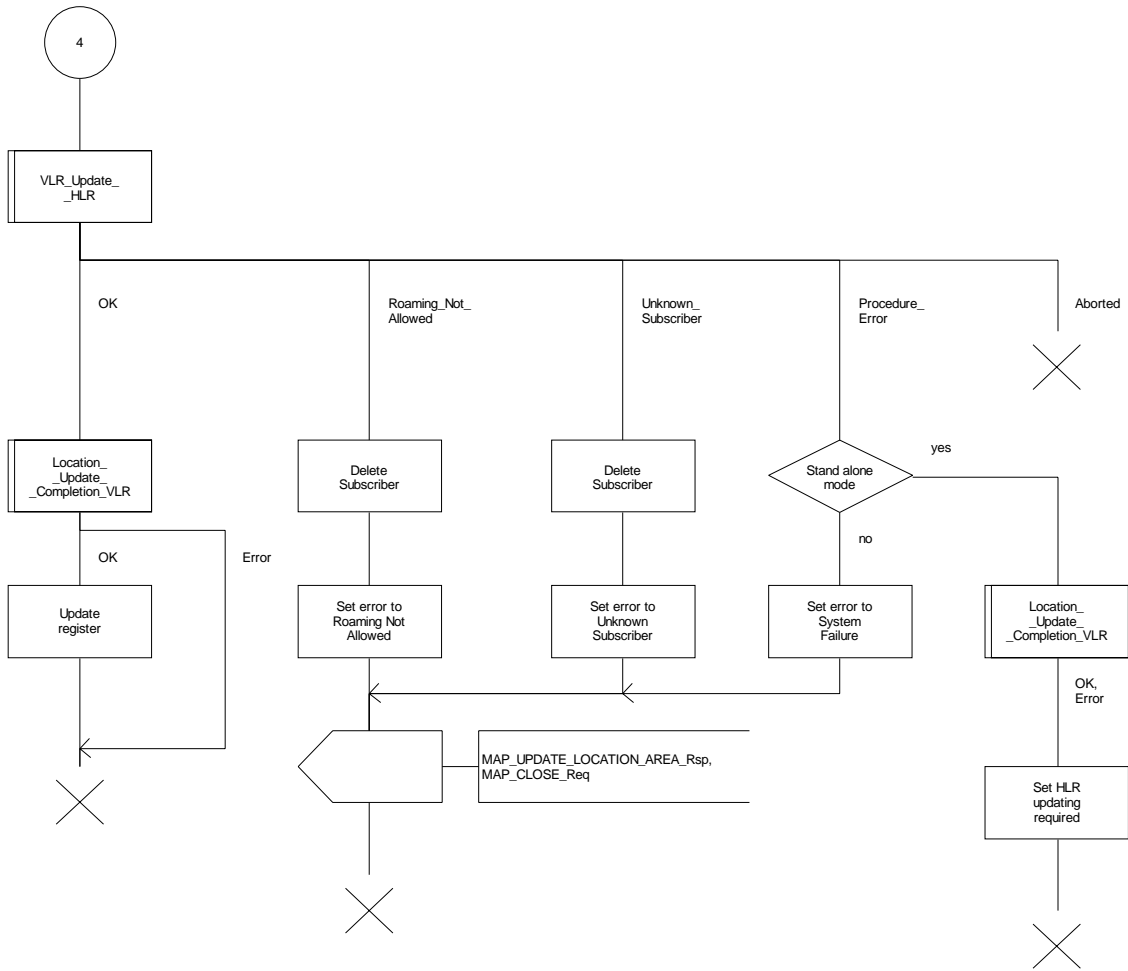 4
VLR_Update_
_HLR
OK
Roaming_Not_
Allowed
Unknown_
Subscriber
Procedure_
Error
Aborted
Location_
_Update_
_Completion_VLR
Delete
Subscriber
Delete
Subscriber
Stand alone
mode
yes
no
OK
Error
Update
register
Set error to
Roaming Not
Allowed
Set error to
Unknown
Subscriber
Set error to
System
Failure
Location_
_Update_
_Completion_VLR
OK,
Error
MAP_UPDATE_LOCATION_AREA_Rsp,
MAP_CLOSE_Req
Set HLR
updating
required